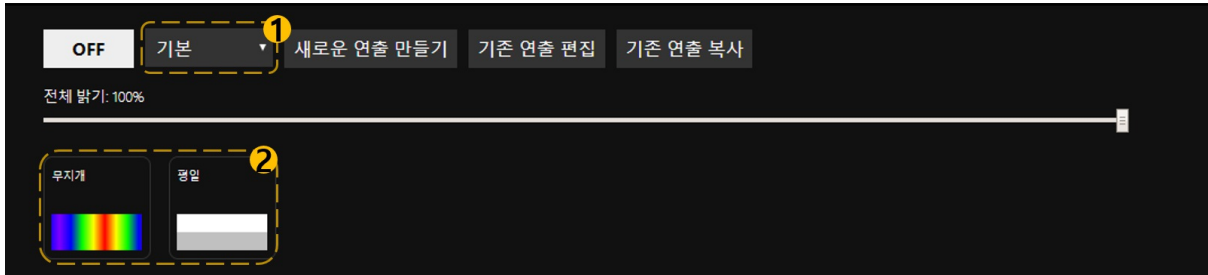 OFF 기본 ▼ ① 새로운 연출 만들기 기존 연출 편집 기존 연출 복사
전체 밝기: 100%
무지개 평일 ②